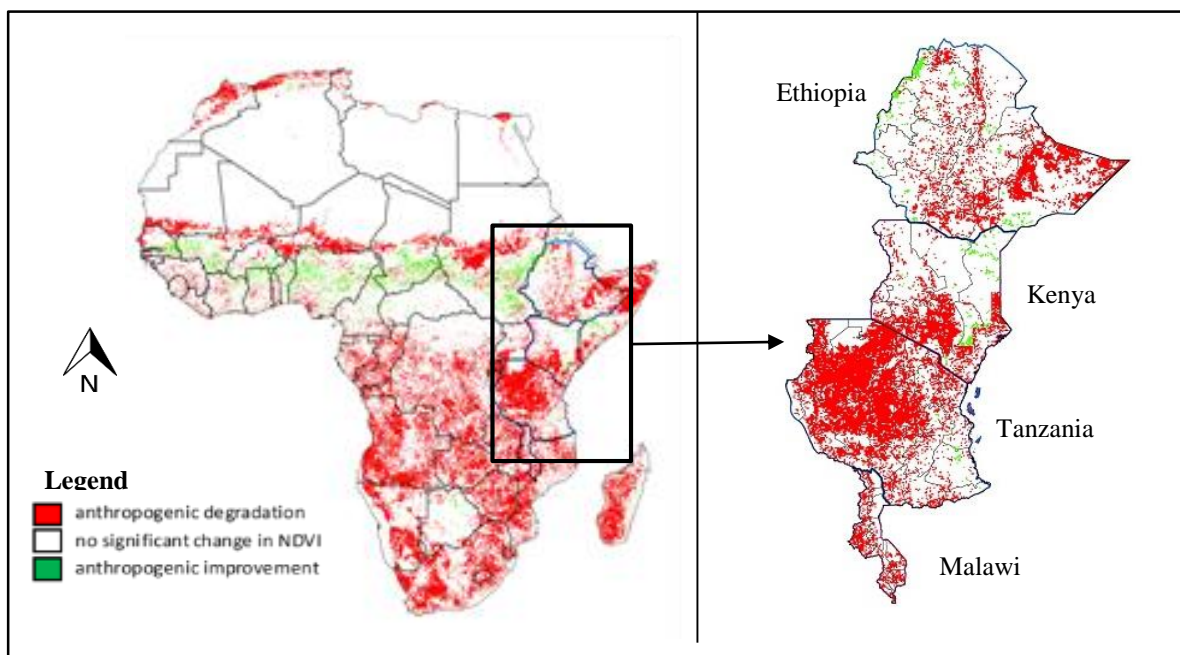 N
Legend
anthropogenic degradation
no significant change in NDVI
anthropogenic improvement
Ethiopia
Kenya
Tanzania
Malawi